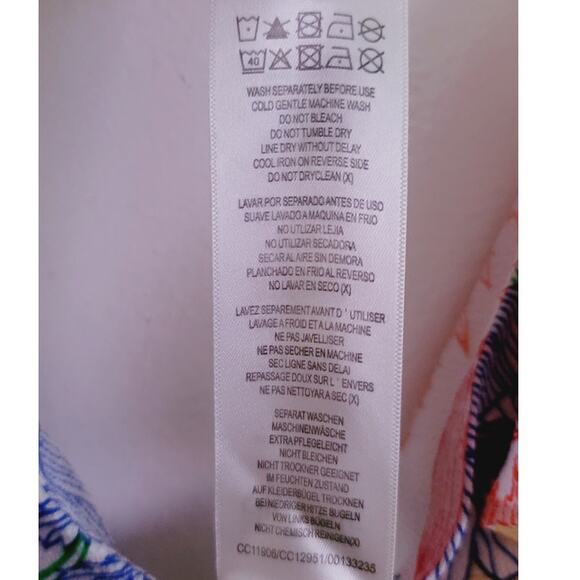 40
WASH SEPARATELY BEFORE USE
COLD GENTLE MACHINE WASH
DO NOT BLEACH
DO NOT TUMBLE DRY
LINE DRY WITHOUT DELAY
COOL IRON ON REVERSE SIDE
DO NOT DRYCLEAN (X)
LAVAR POR SEPARADO ANTES DE USO
SUAVE LAVADO A MAQUINA EN FRIO
NO UTILIZAR LEJIA
NO UTILIZAR SECADORA
SECAR AL AIRE SIN DEMORA
PLANCHADO EN FRIO AL REVERSO
NO LAVAR EN SECO (X)
LAVEZ SEPAREMENT AVANT D ' UTILISER
LAVAGE A FROID ET A LA MACHINE
NE PAS JAVELLISER
NE PAS SECHER EN MACHINE
SEC LIGNE SANS DELAI
REPASSAGE DOUX SUR L ' ENVERS
NE PAS NETTOYAR A SEC (X)
SEPARAT WASCHEN
MASCHINENWÄSCHE
EXTRA PFLEGELEICHT
NICHT BLEICHEN
NICHT TROCKNER GEEIGNET
IM FEUCHTEN ZUSTAND
AUF KLEIDERBÜGEL TROCKNEN
BEI NIEDRIGER HITZE BÜGELN
VON LINKS BÜGELN
NICHT CHEMISCH REINIGEN(X)
CC11906/CC12951/00133235